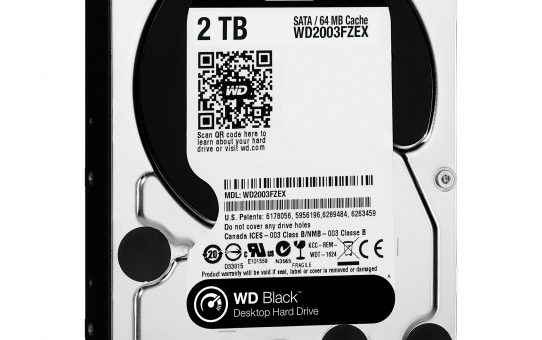 2 TB
SATA / 64 MB Cache
WD2003FZEX
WD
Scan QR code here to
learn about your hard
drive or visit wd.com
MDL: WD2003FZEX
U.S. Patents: 6178056, 5956196,6289484, 6263459
Do not cover any drive holes
Canada ICES - 003 Class B/NMB - 003 Classe B
20
D33015
E101559
N3665
FRAGILE
KCC - REM -
WDT - 1024
Product warranty will be void if seal, label or cover is removed or damaged
A
WD Black™
Desktop Hard Drive